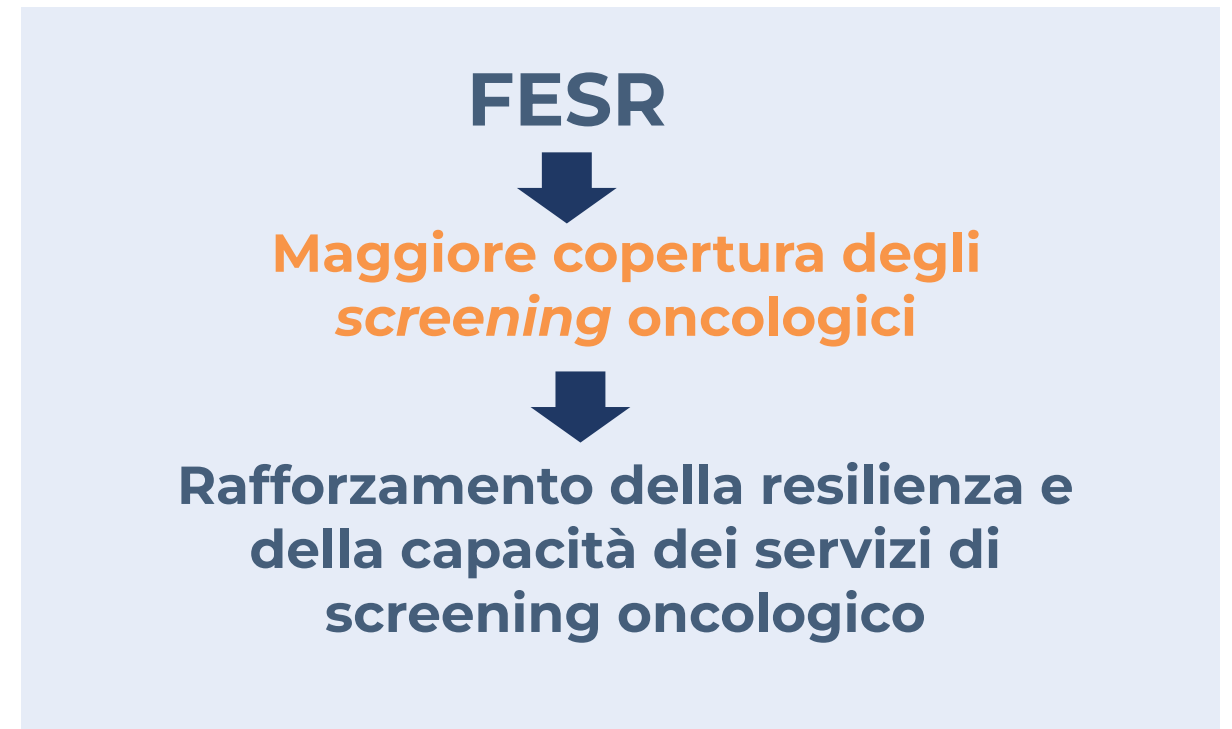 FESR
Maggiore copertura degli
screening oncologici
Rafforzamento della resilienza e
della capacità dei servizi di
screening oncologico